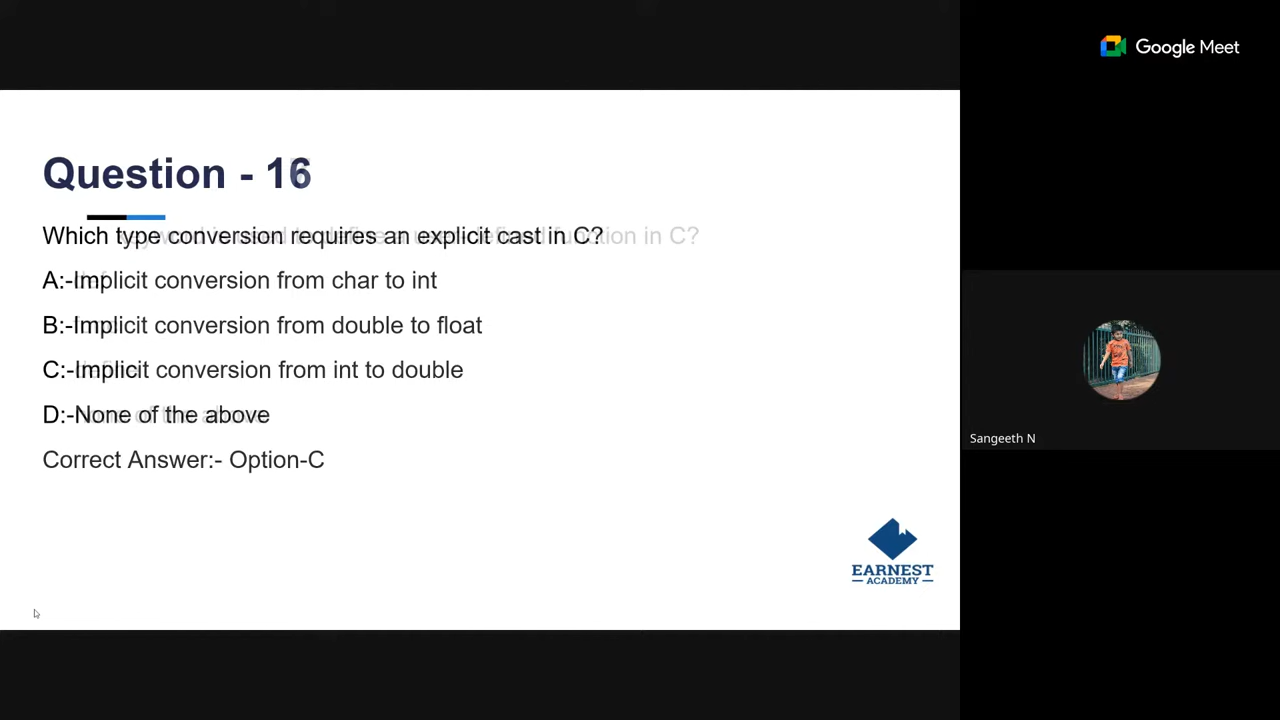 Google Meet
Question - 16
Which type conversion requires an explicit cast in C?
A:-Implicit conversion from char to int
B:-Implicit conversion from double to float
C:-Implicit conversion from int to double
D:-None of the above
Correct Answer:- Option-C
EARNEST
ACADEMY
Sangeeth N